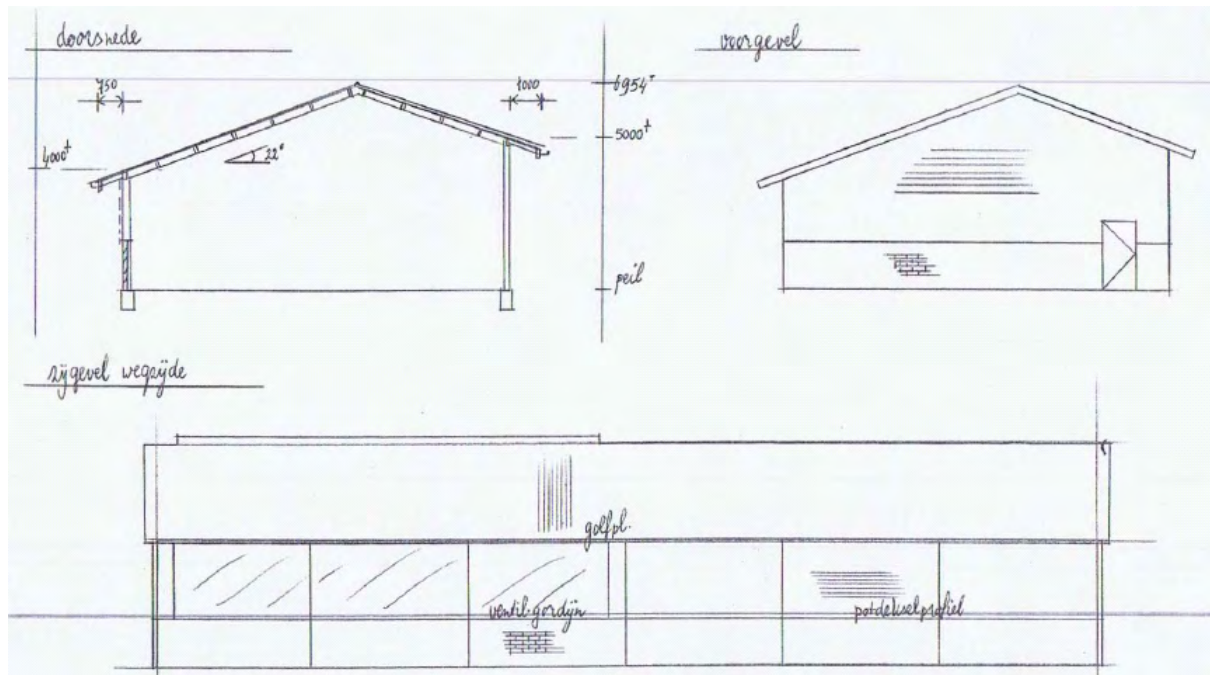 doorsnede
voorgevel
750
1000
6954+
5000+
4000+
22°
peil
zijgevel wegzijde
golfpl.
ventil. gordijn
potdekselprofiel